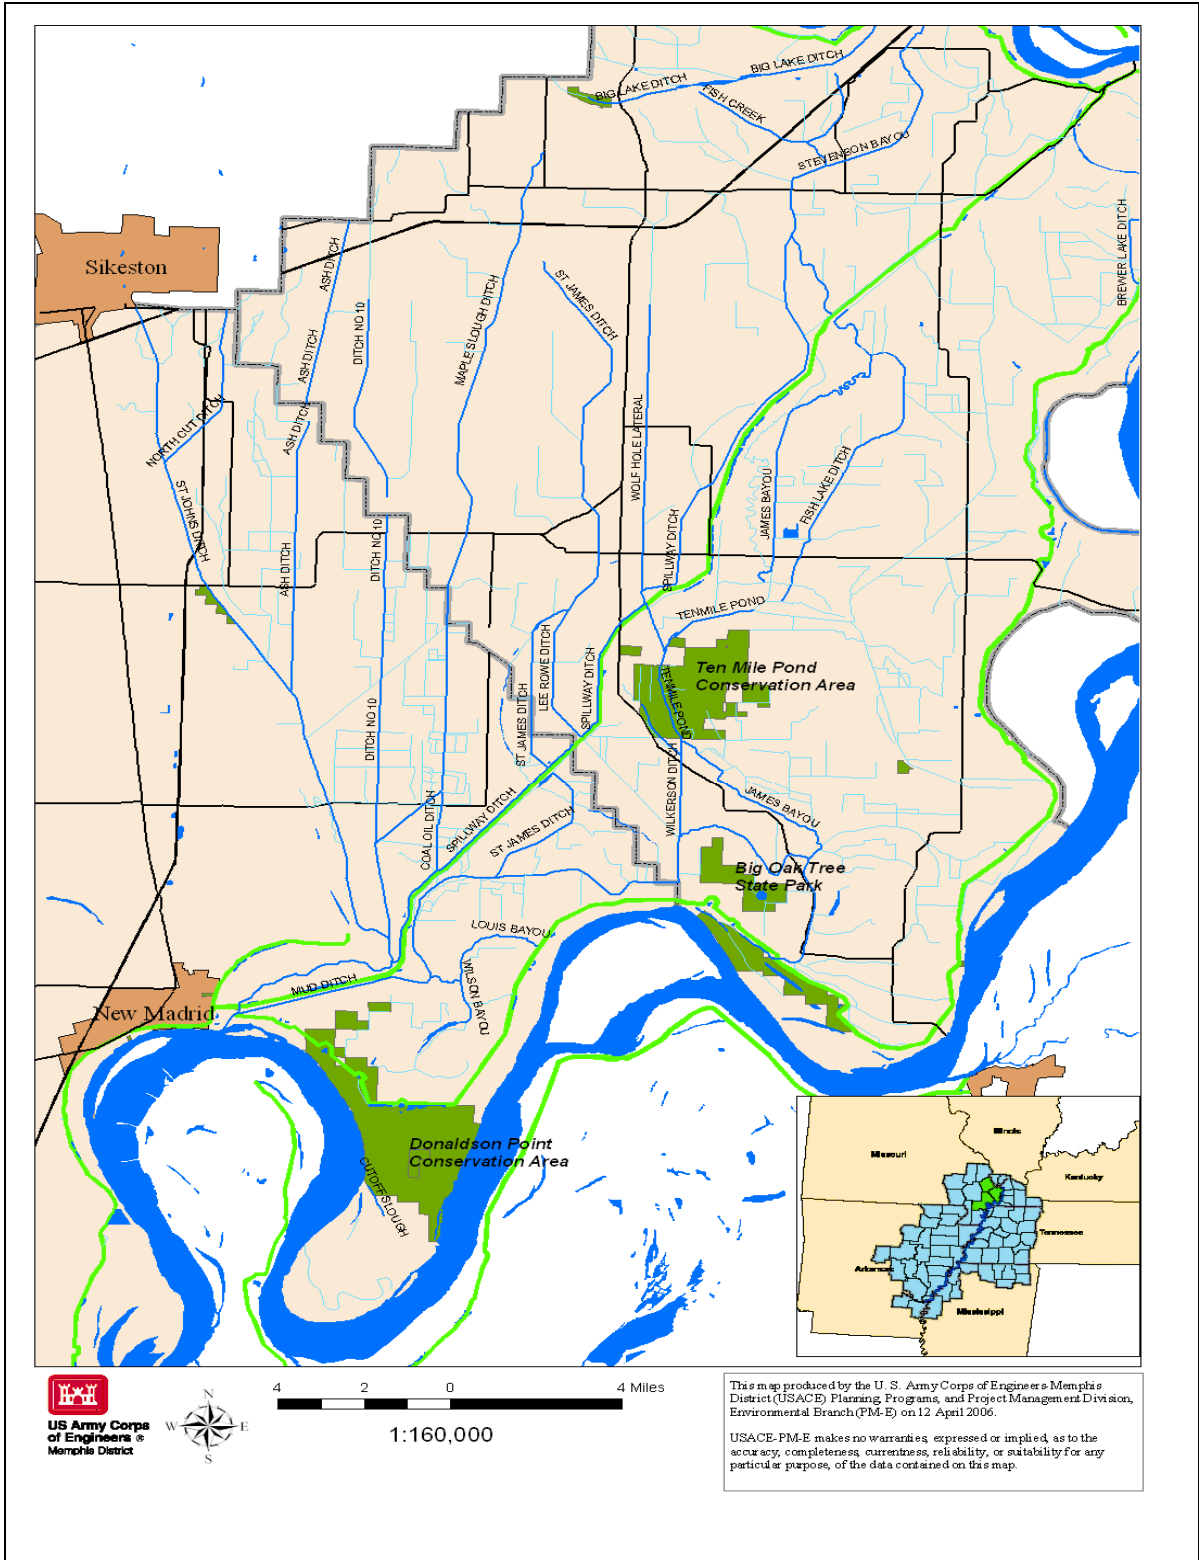 BIG LAKE DITCH
BIG LAKE DITCH
FISH CREEK
STEVENSON BAYOU
BREWER LAKE DITCH
Sikeston
ASH DITCH
ST JAMES DITCH
DITCH NO 10
MAPLE SLOUGH DITCH
ASH DITCH
NORTH CUT DITCH
ASH DITCH
WOLF HOLE LATERAL
ST JOHNS DITCH
JAMES BAYOU
FISH LAKE DITCH
DITCH NO 10
ASH DITCH
SPILLWAY DITCH
TENMILE POND
LEE ROWE DITCH
SPILLWAY DITCH
ST JAMES DITCH
TENMILE POND
Ten Mile Pond
Conservation Area
DITCH NO 10
WILKERSON DITCH
JAMES BAYOU
COAL OIL DITCH
SPILLWAY DITCH
ST JAMES DITCH
Big Oak Tree
State Park
LOUIS BAYOU
WILSON BAYOU
MUD DITCH
New Madrid
Donaldson Point
Conservation Area
CUTOFF SLOUGH
Illinois
Missouri
Kentucky
Tennessee
Arkansas
Mississippi
US Army Corps
of Engineers ®
Memphis District
N
W E
S
4 2 0 4 Miles
1:160,000
This map produced by the U. S. Army Corps of Engineers-Memphis
District (USACE) Planning, Programs, and Project Management Division,
Environmental Branch (PM-E) on 12 April 2006.
USACE-PM-E makes no warranties, expressed or implied, as to the
accuracy, completeness, currentness, reliability, or suitability for any
particular purpose, of the data contained on this map.